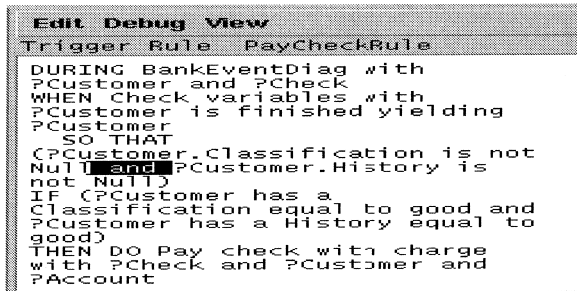 Edit Debug View
Trigger Rule PayCheckRule
DURING BankEventDiag with
?Customer and ?Check
WHEN Check variables with
?Customer is finished yielding
?Customer
SO THAT
(?Customer.Classification is not
Null and ?Customer.History is
not Null)
IF (?Customer has a
Classification equal to good and
?Customer has a History equal to
good)
THEN DO Pay check with charge
with ?Check and ?Customer and
?Account